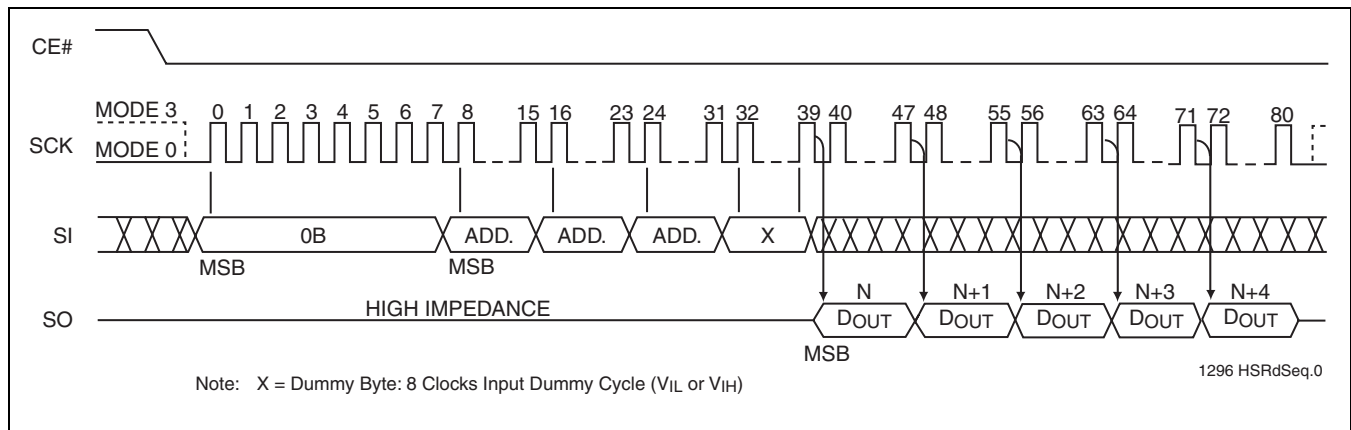 CE#
MODE 3
0 1 2 3 4 5 6 7 8 15 16 23 24 31 32 39 40 47 48 55 56 63 64 71 72 80
SCK
MODE 0
SI
0B ADD. ADD. ADD. X
MSB MSB
N N+1 N+2 N+3 N+4
HIGH IMPEDANCE
SO
DOUT DOUT DOUT DOUT DOUT
MSB
1296 HSRdSeq.0
Note: X = Dummy Byte: 8 Clocks Input Dummy Cycle (VIL or VIH)